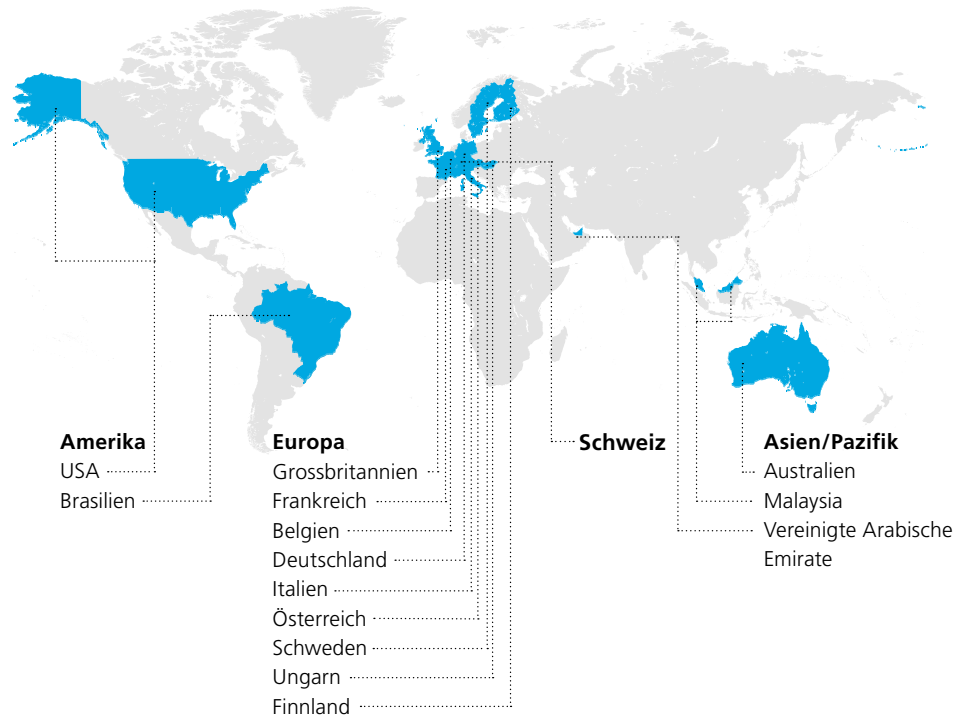 Amerika
USA
Brasilien
Europa
Grossbritannien
Frankreich
Belgien
Deutschland
Italien
Österreich
Schweden
Ungarn
Finnland
Schweiz
Asien/Pazifik
Australien
Malaysia
Vereinigte Arabische
Emirate